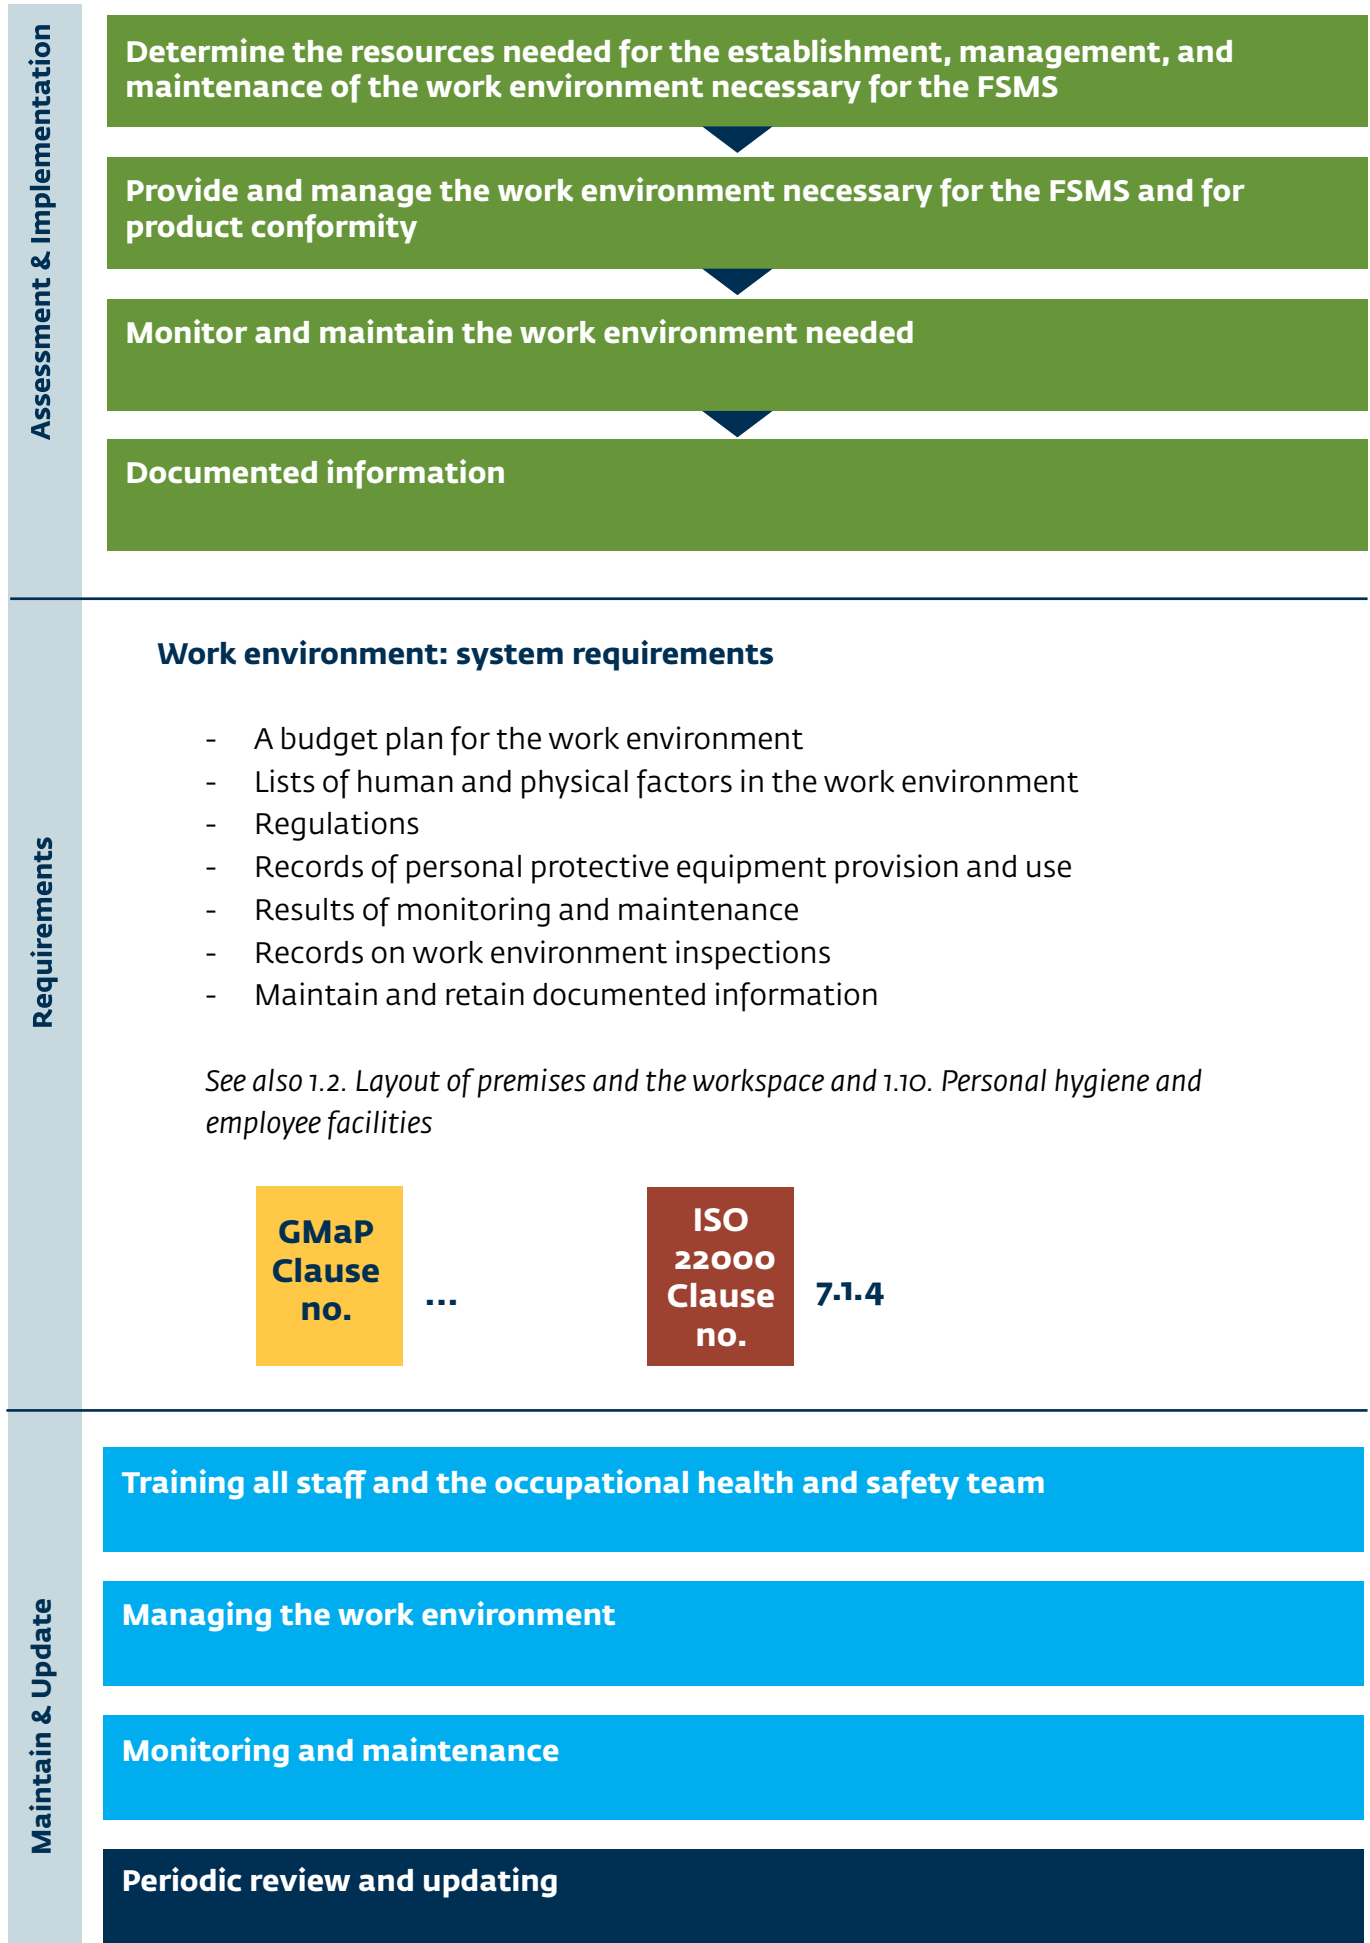 Assessment & Implementation
Determine the resources needed for the establishment, management, and
maintenance of the work environment necessary for the FSMS
Provide and manage the work environment necessary for the FSMS and for
product conformity
Monitor and maintain the work environment needed
Documented information
Requirements
Work environment: system requirements
- A budget plan for the work environment
- Lists of human and physical factors in the work environment
- Regulations
- Records of personal protective equipment provision and use
- Results of monitoring and maintenance
- Records on work environment inspections
- Maintain and retain documented information
See also 1.2. Layout of premises and the workspace and 1.10. Personal hygiene and
employee facilities
GMaP
Clause
no.
...
ISO
22000
Clause
no.
7.1.4
Maintain & Update
Training all staff and the occupational health and safety team
Managing the work environment
Monitoring and maintenance
Periodic review and updating